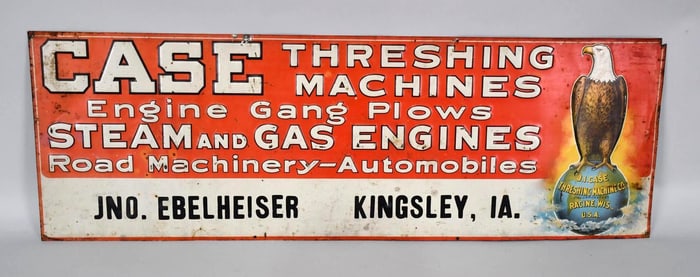 CASE THRESHING
MACHINES
Engine Gang Plows
STEAM AND GAS ENGINES
Road Machinery-Automobiles
JNO. EBELHEISER KINGSLEY, IA.
J.I. CASE
THRESHING MACHINE CO.
RACINE, WIS.
U.S.A.